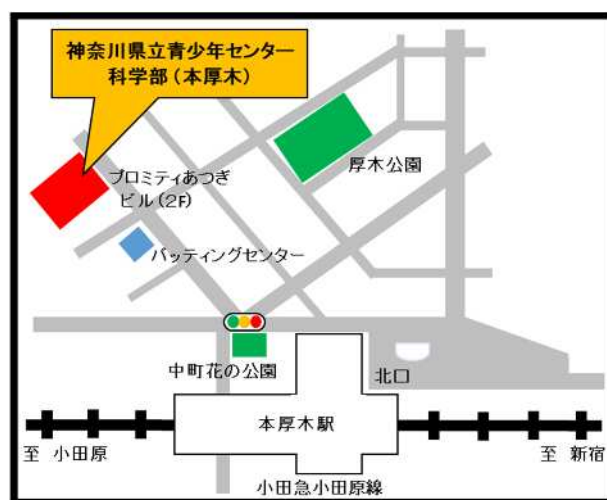 神奈川県立青少年センター
科学部（本厚木）
プロミティあつぎ
ビル（2F）
厚木公園
バッティングセンター
中町花の公園
北口
本厚木駅
至 小田原
至 新宿
小田急小田原線